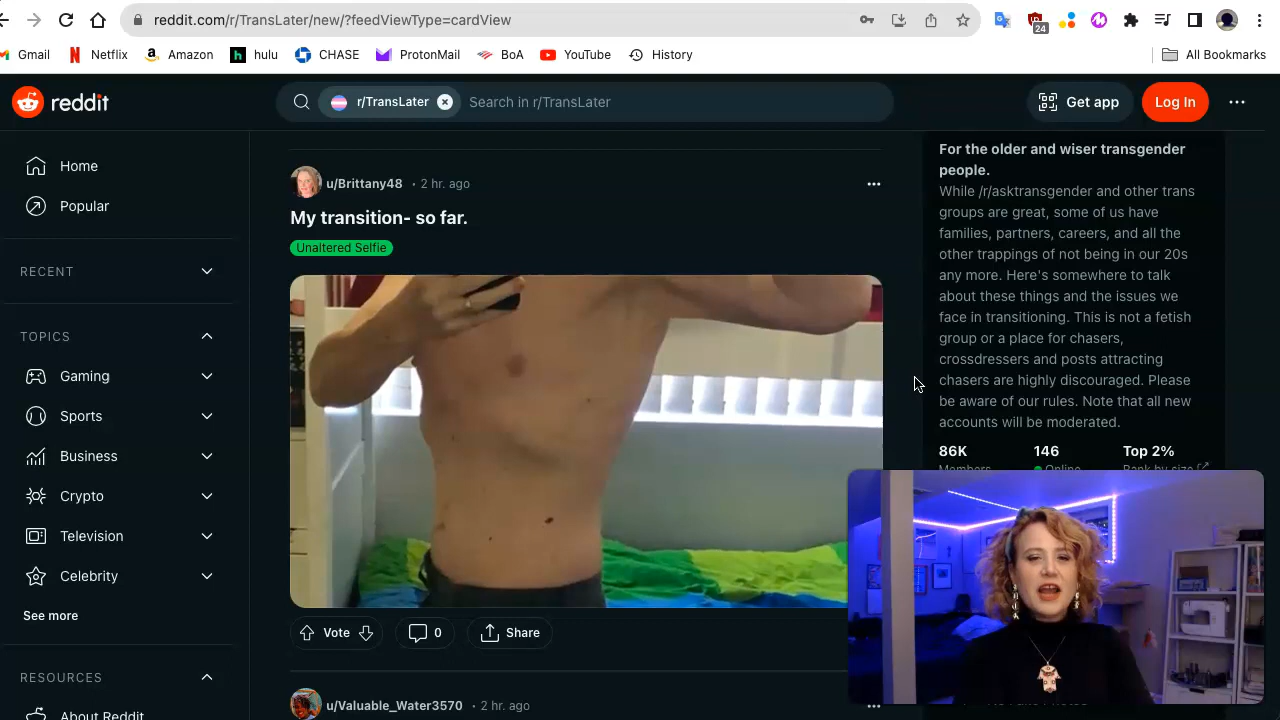 reddit.com/r/TransLater/new/?feedViewType=cardView
24
Gmail
Netflix
Amazon
hulu
CHASE
ProtonMail
BoA
YouTube
History
All Bookmarks
reddit
r/TransLater
Search in r/TransLater
Get app
Log In
Home
Popular
RECENT
TOPICS
Gaming
Sports
Business
Crypto
Television
Celebrity
See more
RESOURCES
About Reddit
u/Brittany48 • 2 hr. ago
My transition- so far.
Unaltered Selfie
Vote
0
Share
u/Valuable_Water3570 • 2 hr. ago
For the older and wiser transgender
people.
While /r/asktransgender and other trans
groups are great, some of us have
families, partners, careers, and all the
other trappings of not being in our 20s
any more. Here's somewhere to talk
about these things and the issues we
face in transitioning. This is not a fetish
group or a place for chasers,
crossdressers and posts attracting
chasers are highly discouraged. Please
be aware of our rules. Note that all new
accounts will be moderated.
86K
146
Top 2%
Members
Online
Rank by size